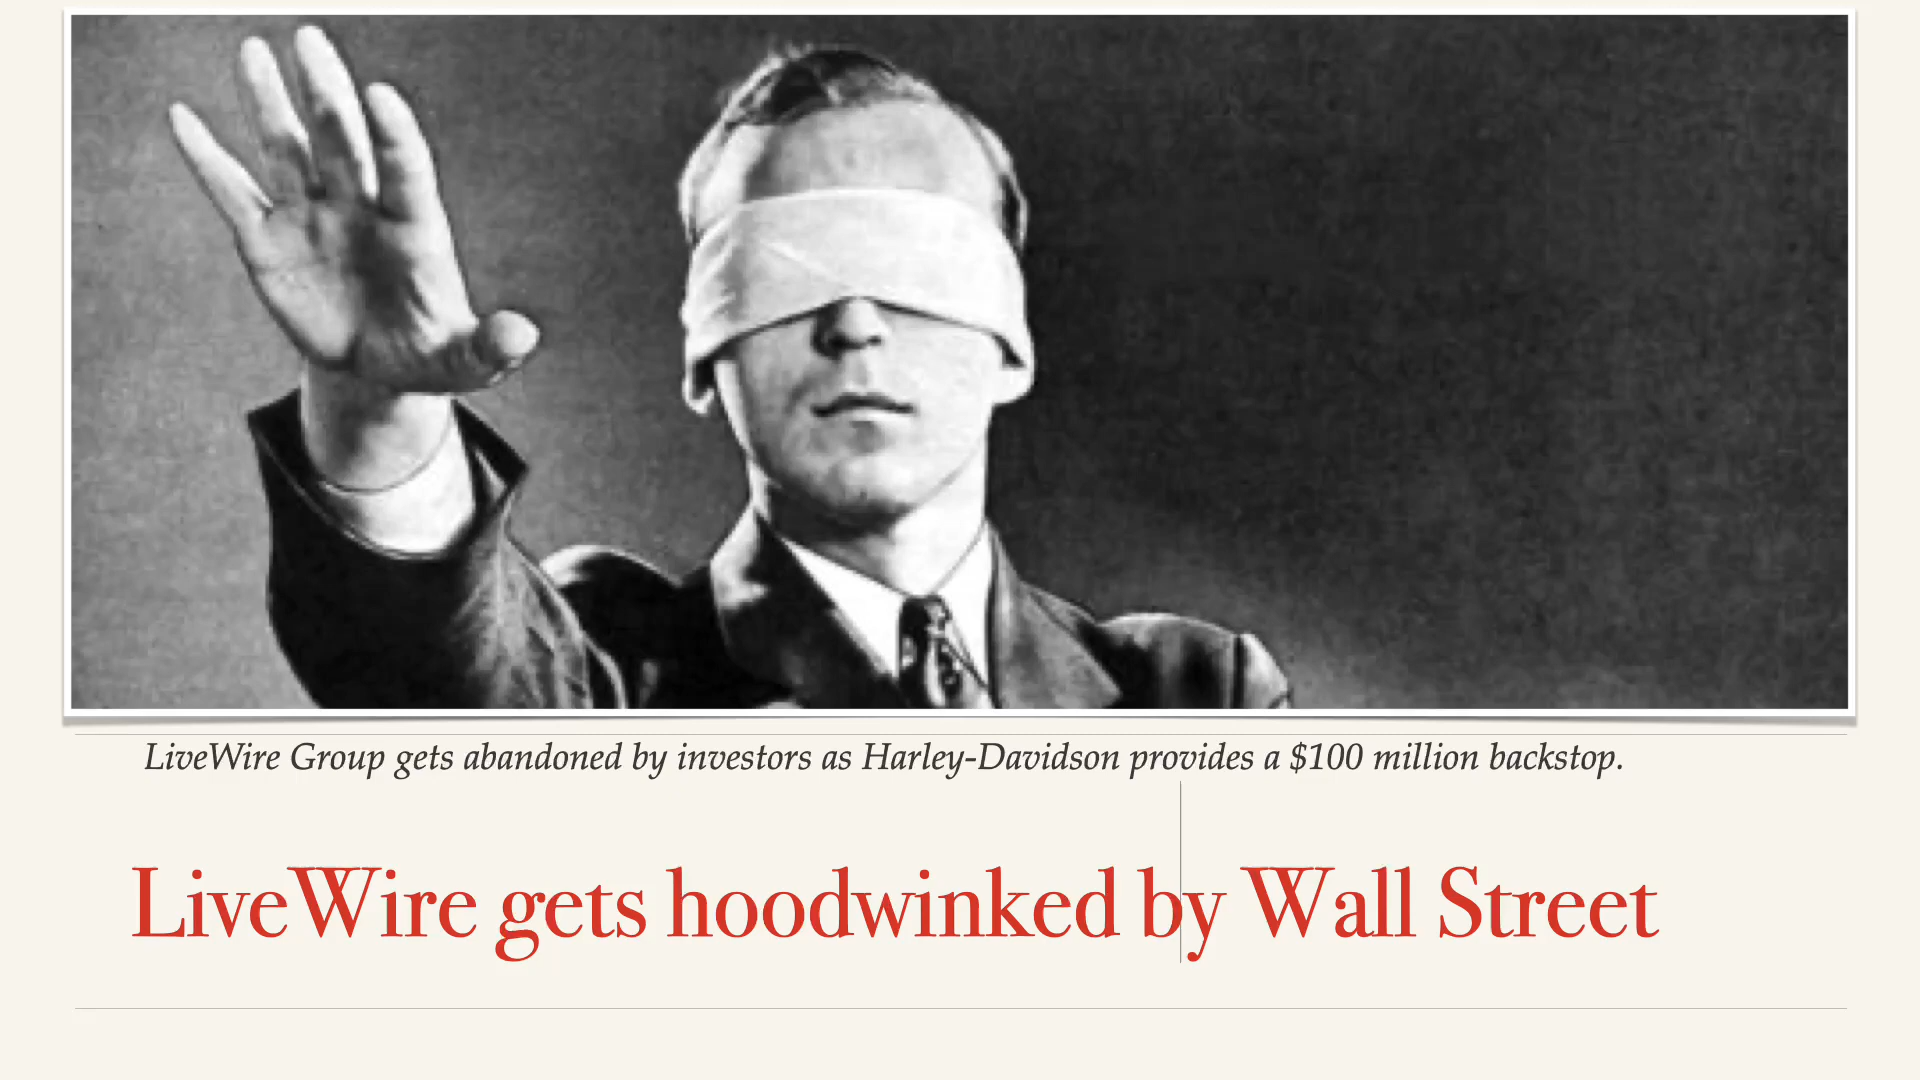 LiveWire Group gets abandoned by investors as Harley-Davidson provides a $100 million backstop.
LiveWire gets hoodwinked by Wall Street